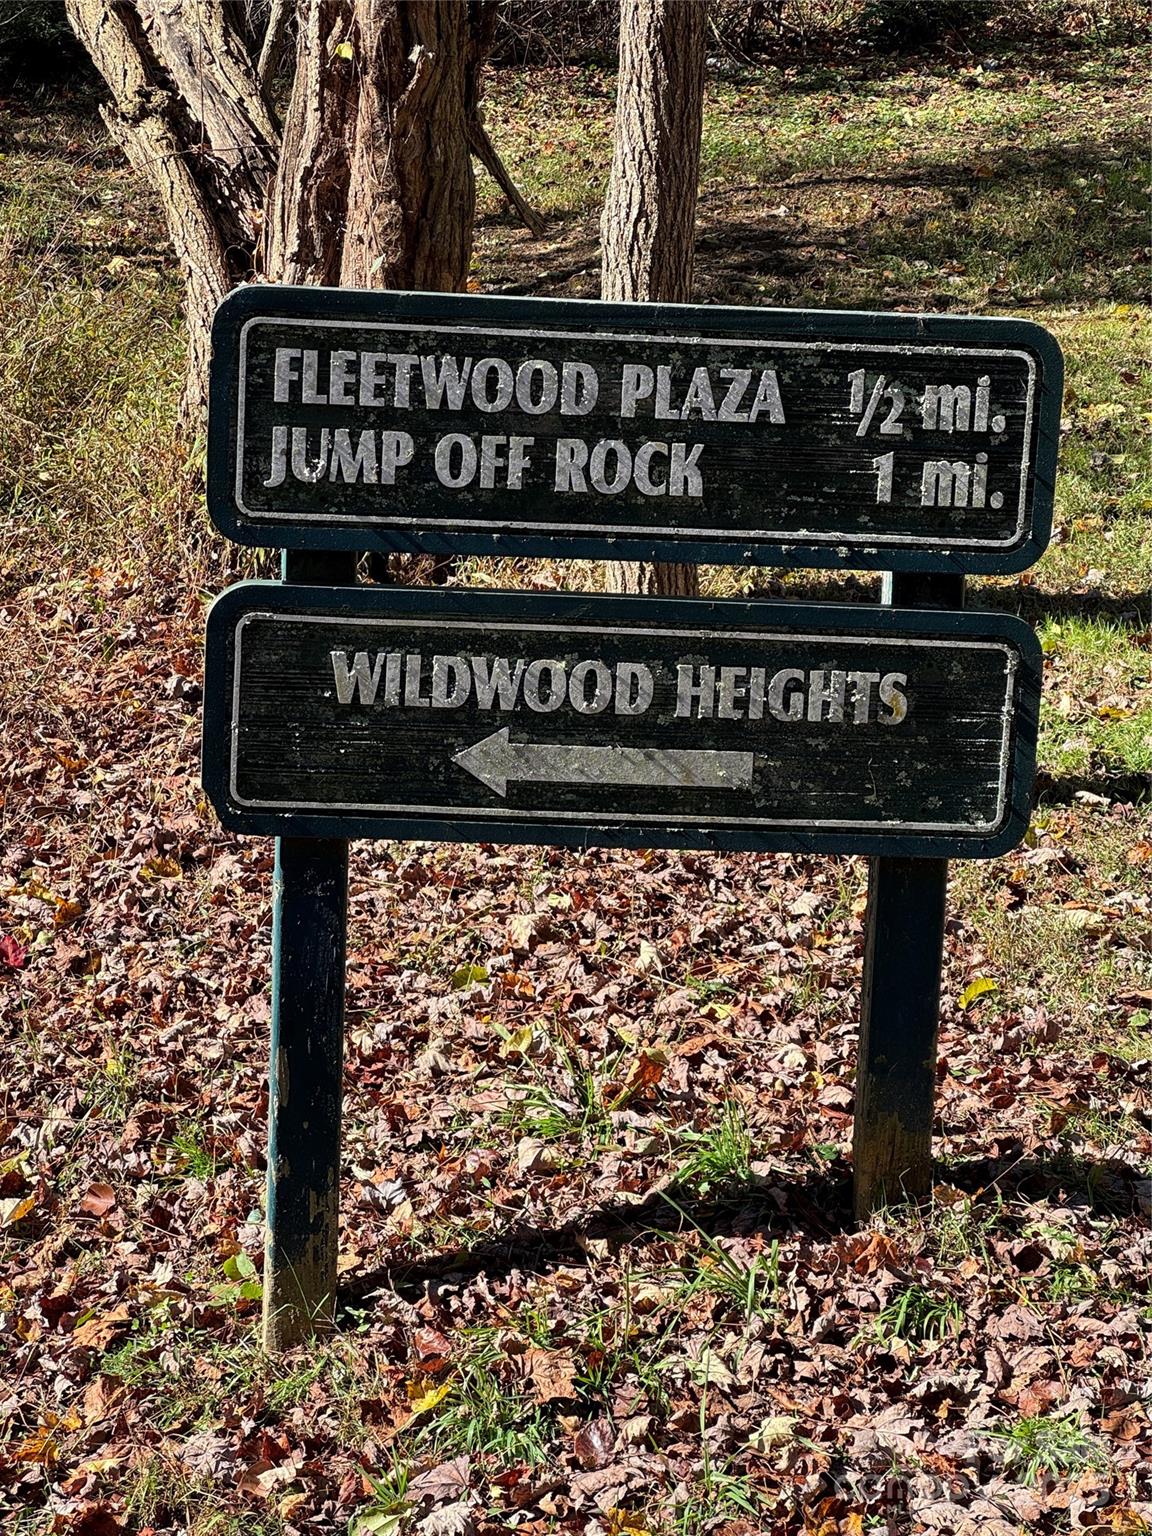 FLEETWOOD PLAZA 1/2 mi.
JUMP OFF ROCK 1 mi.
WILDWOOD HEIGHTS